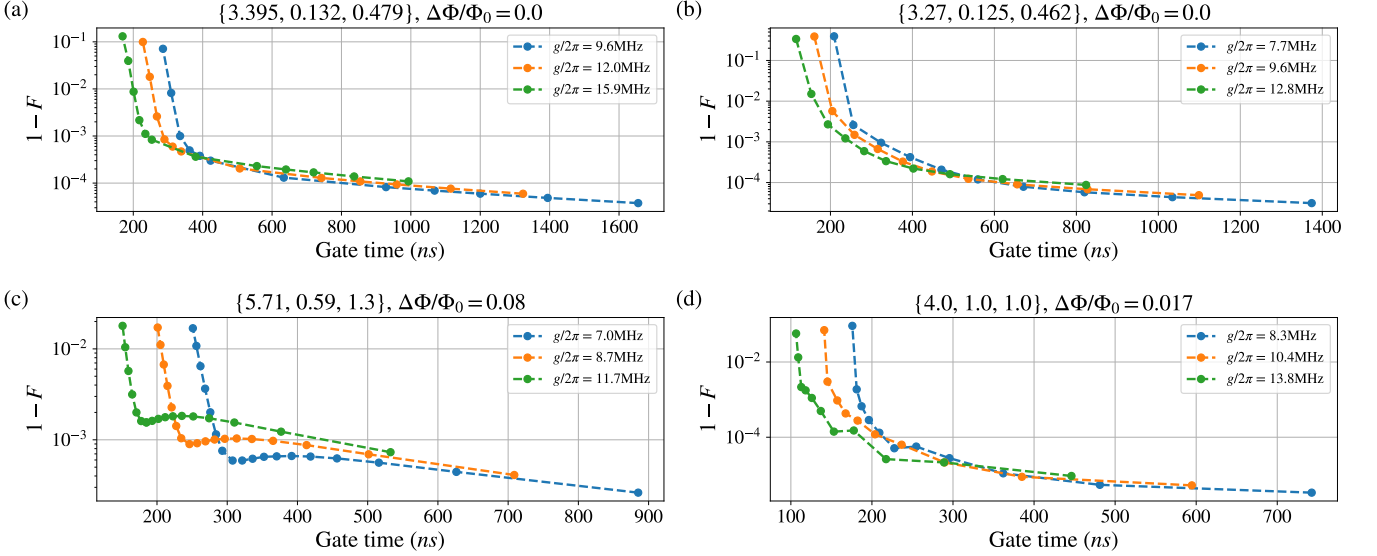 (a)
{3.395, 0.132, 0.479}, ΔΦ/Φ₀ = 0.0
10⁻¹
10⁻²
10⁻³
10⁻⁴
1 − F
g/2π = 9.6MHz
g/2π = 12.0MHz
g/2π = 15.9MHz
200 400 600 800 1000 1200 1400 1600
Gate time (ns)
(b)
{3.27, 0.125, 0.462}, ΔΦ/Φ₀ = 0.0
10⁻¹
10⁻²
10⁻³
10⁻⁴
1 − F
g/2π = 7.7MHz
g/2π = 9.6MHz
g/2π = 12.8MHz
200 400 600 800 1000 1200 1400
Gate time (ns)
(c)
{5.71, 0.59, 1.3}, ΔΦ/Φ₀ = 0.08
10⁻²
10⁻³
1 − F
g/2π = 7.0MHz
g/2π = 8.7MHz
g/2π = 11.7MHz
200 300 400 500 600 700 800 900
Gate time (ns)
(d)
{4.0, 1.0, 1.0}, ΔΦ/Φ₀ = 0.017
10⁻²
10⁻⁴
1 − F
g/2π = 8.3MHz
g/2π = 10.4MHz
g/2π = 13.8MHz
100 200 300 400 500 600 700
Gate time (ns)